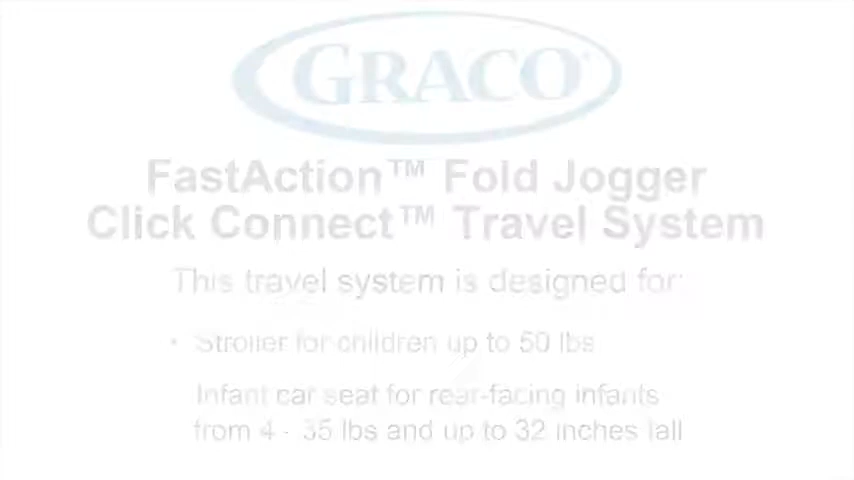 GRACO
FastAction™ Fold Jogger
Click Connect™ Travel System
This travel system is designed for:
• Stroller for children up to 50 lbs
Infant car seat for rear-facing infants
from 4 - 35 lbs and up to 32 inches tall